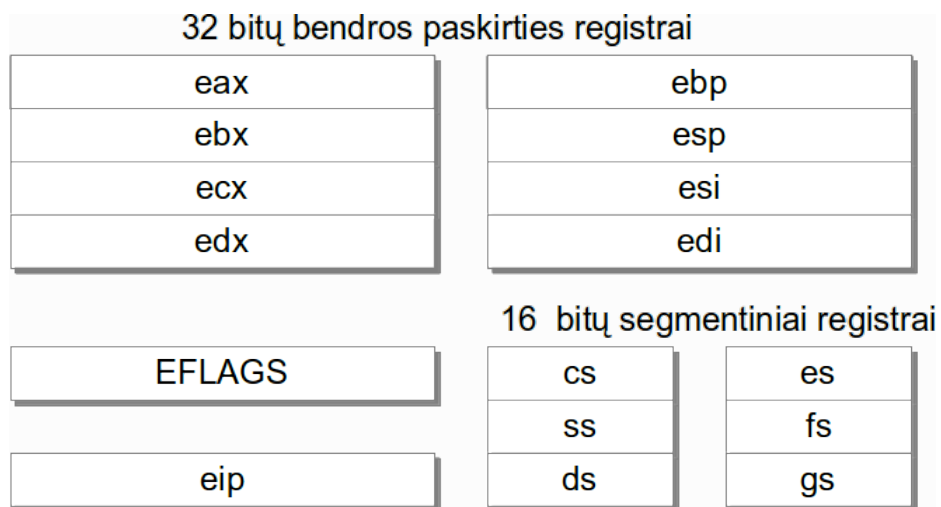 32 bitų bendros paskirties registrai
eax
ebx
ecx
edx
ebp
esp
esi
edi
EFLAGS
eip
16 bitų segmentiniai registrai
cs
ss
ds
es
fs
gs